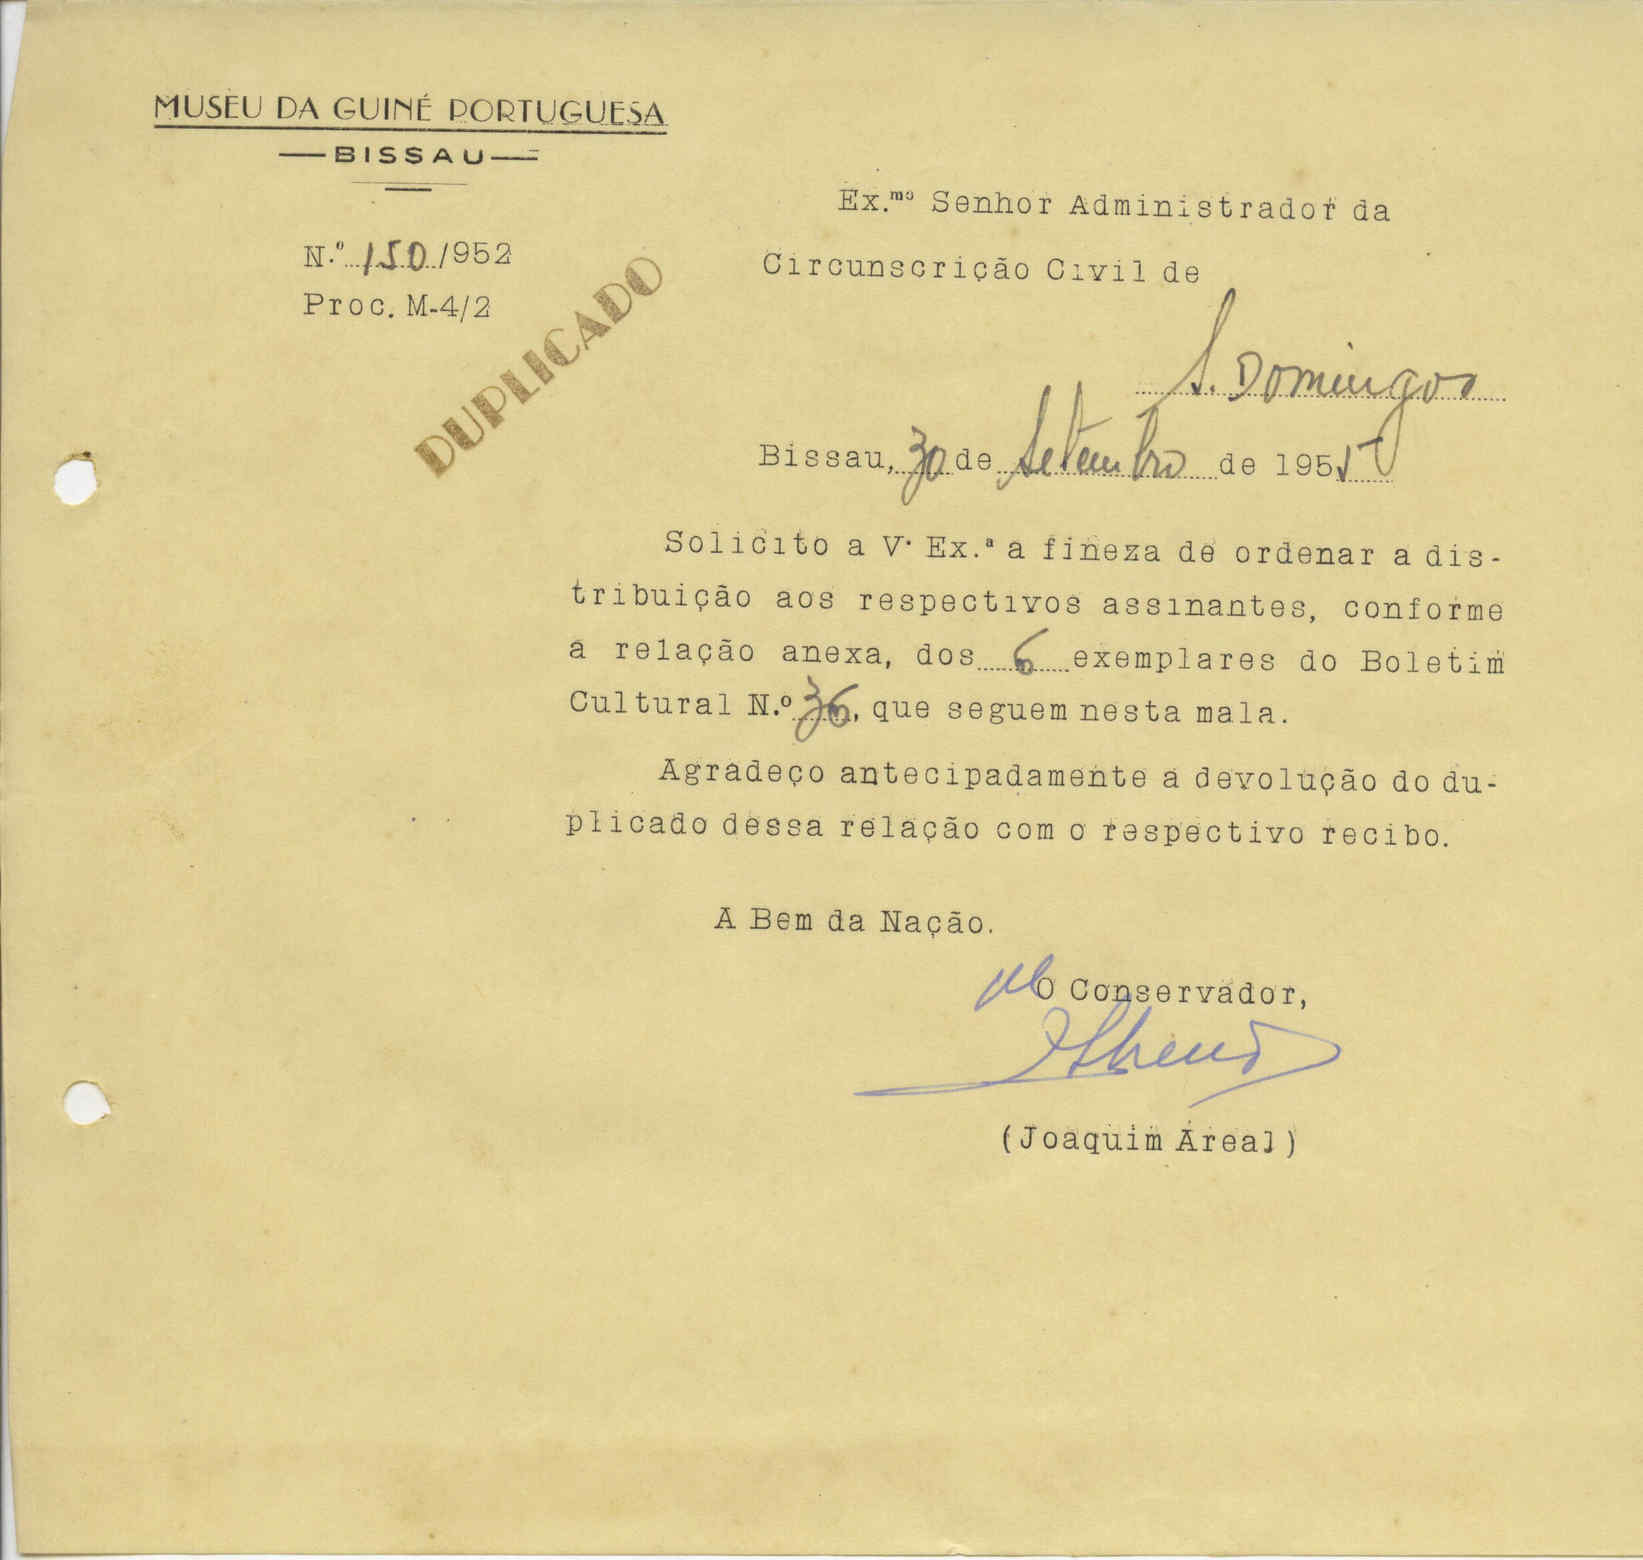 MUSEU DA GUINÉ PORTUGUESA
BISSAU
N.º 150/952
Proc. M-4/2
DUPLICADO
Ex.mo Senhor Administrador da
Circunscrição Civil de
S. Domingos
Bissau, 30 de Setembro de 1955
Solicito a V. Ex.ª a fineza de ordenar a dis-
tribuição aos respectivos assinantes, conforme
a relação anexa, dos 6 exemplares do Boletim
Cultural N.º 36, que seguem nesta mala.
Agradeço antecipadamente a devolução do du-
plicado dessa relação com o respectivo recibo.
A Bem da Nação.
O Conservador,
(Joaquim Areal)